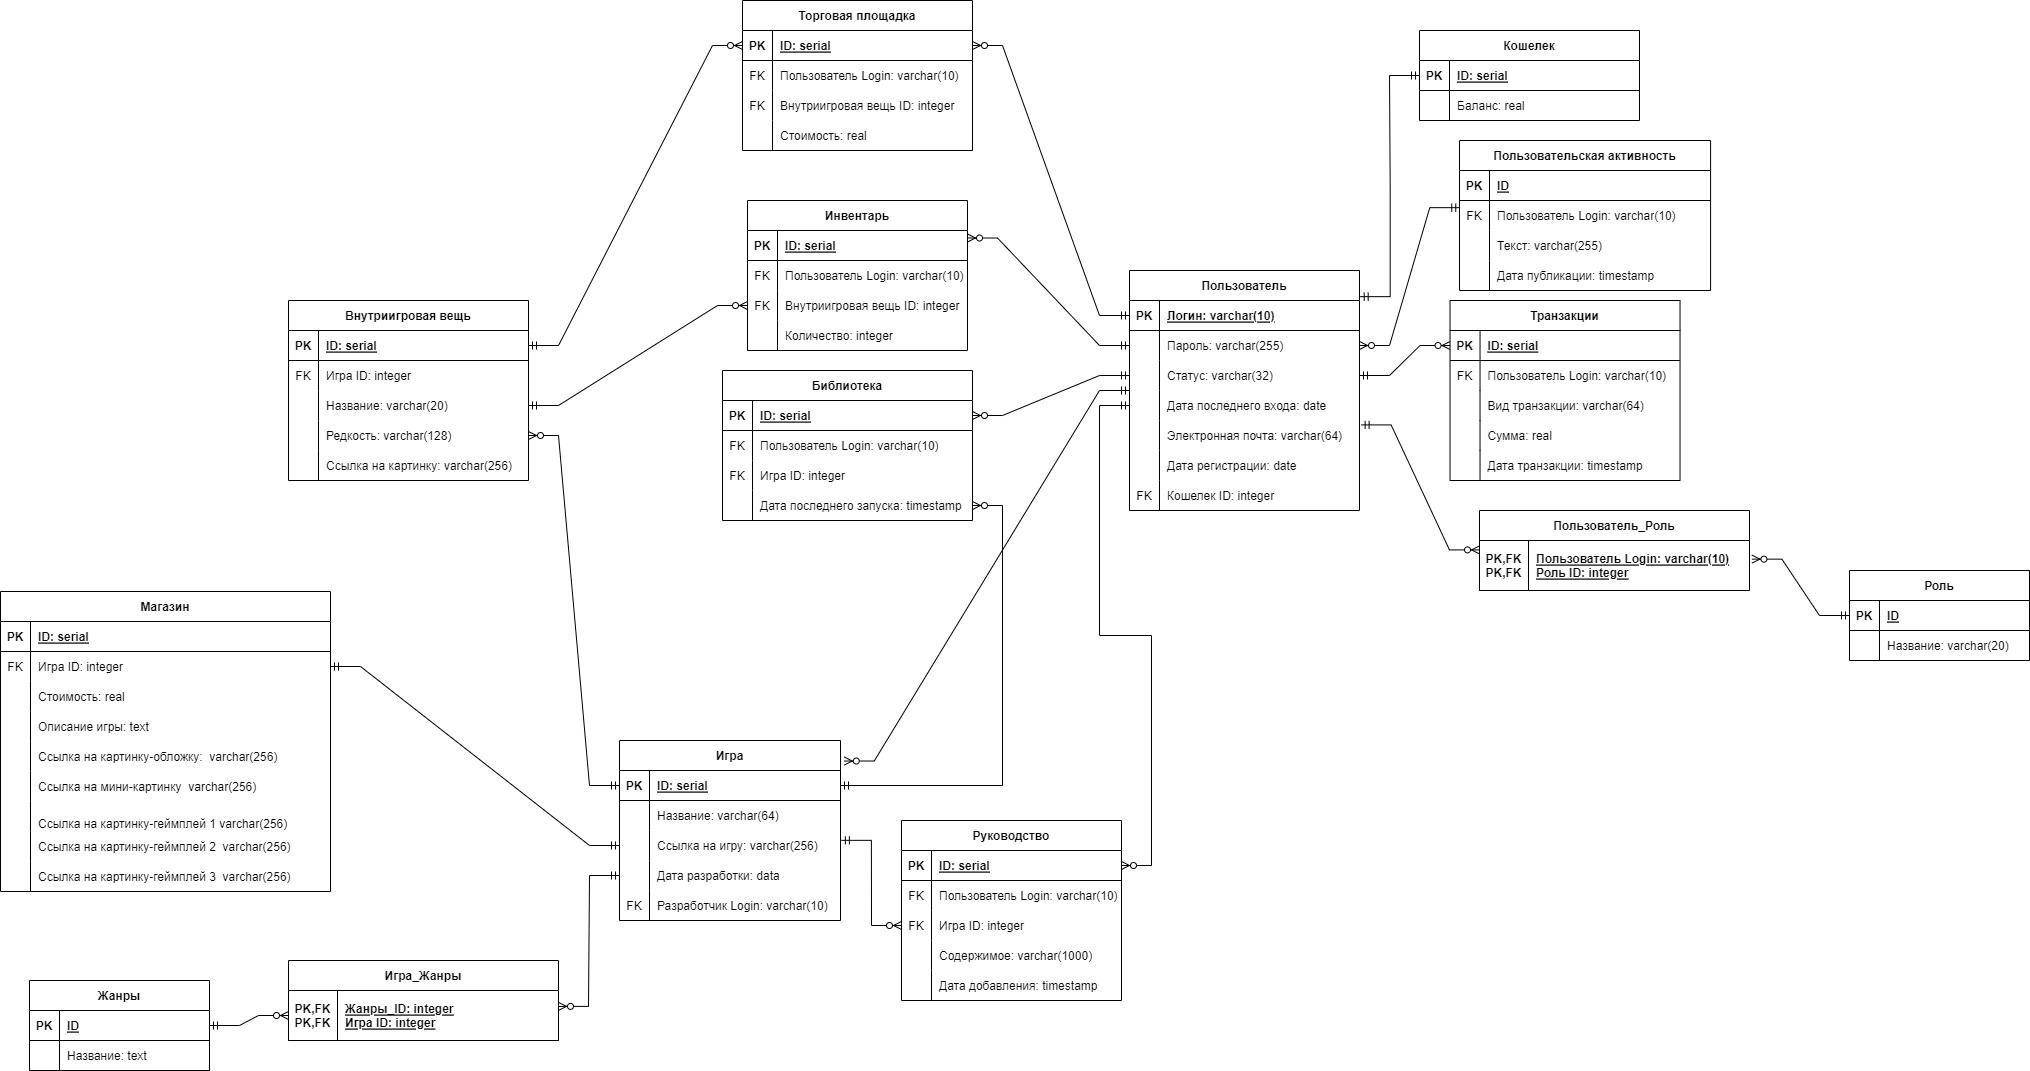 Торговая площадка
PK ID: serial
FK Пользователь Login: varchar(10)
FK Внутриигровая вещь ID: integer
Стоимость: real
Кошелек
PK ID: serial
Баланс: real
Пользовательская активность
PK ID
FK Пользователь Login: varchar(10)
Текст: varchar(255)
Дата публикации: timestamp
Инвентарь
PK ID: serial
FK Пользователь Login: varchar(10)
FK Внутриигровая вещь ID: integer
Количество: integer
Пользователь
PK Логин: varchar(10)
Пароль: varchar(255)
Статус: varchar(32)
Дата последнего входа: date
Электронная почта: varchar(64)
Дата регистрации: date
FK Кошелек ID: integer
Внутриигровая вещь
PK ID: serial
FK Игра ID: integer
Название: varchar(20)
Редкость: varchar(128)
Ссылка на картинку: varchar(256)
Транзакции
PK ID: serial
FK Пользователь Login: varchar(10)
Вид транзакции: varchar(64)
Сумма: real
Дата транзакции: timestamp
Библиотека
PK ID: serial
FK Пользователь Login: varchar(10)
FK Игра ID: integer
Дата последнего запуска: timestamp
Пользователь_Роль
PK,FK Пользователь Login: varchar(10)
PK,FK Роль ID: integer
Роль
PK ID
Название: varchar(20)
Магазин
PK ID: serial
FK Игра ID: integer
Стоимость: real
Описание игры: text
Ссылка на картинку-обложку: varchar(256)
Ссылка на мини-картинку varchar(256)
Ссылка на картинку-геймплей 1 varchar(256)
Ссылка на картинку-геймплей 2 varchar(256)
Ссылка на картинку-геймплей 3 varchar(256)
Игра
PK ID: serial
Название: varchar(64)
Ссылка на игру: varchar(256)
Дата разработки: data
FK Разработчик Login: varchar(10)
Руководство
PK ID: serial
FK Пользователь Login: varchar(10)
FK Игра ID: integer
Содержимое: varchar(1000)
Дата добавления: timestamp
Игра_Жанры
PK,FK Жанры_ID: integer
PK,FK Игра ID: integer
Жанры
PK ID
Название: text